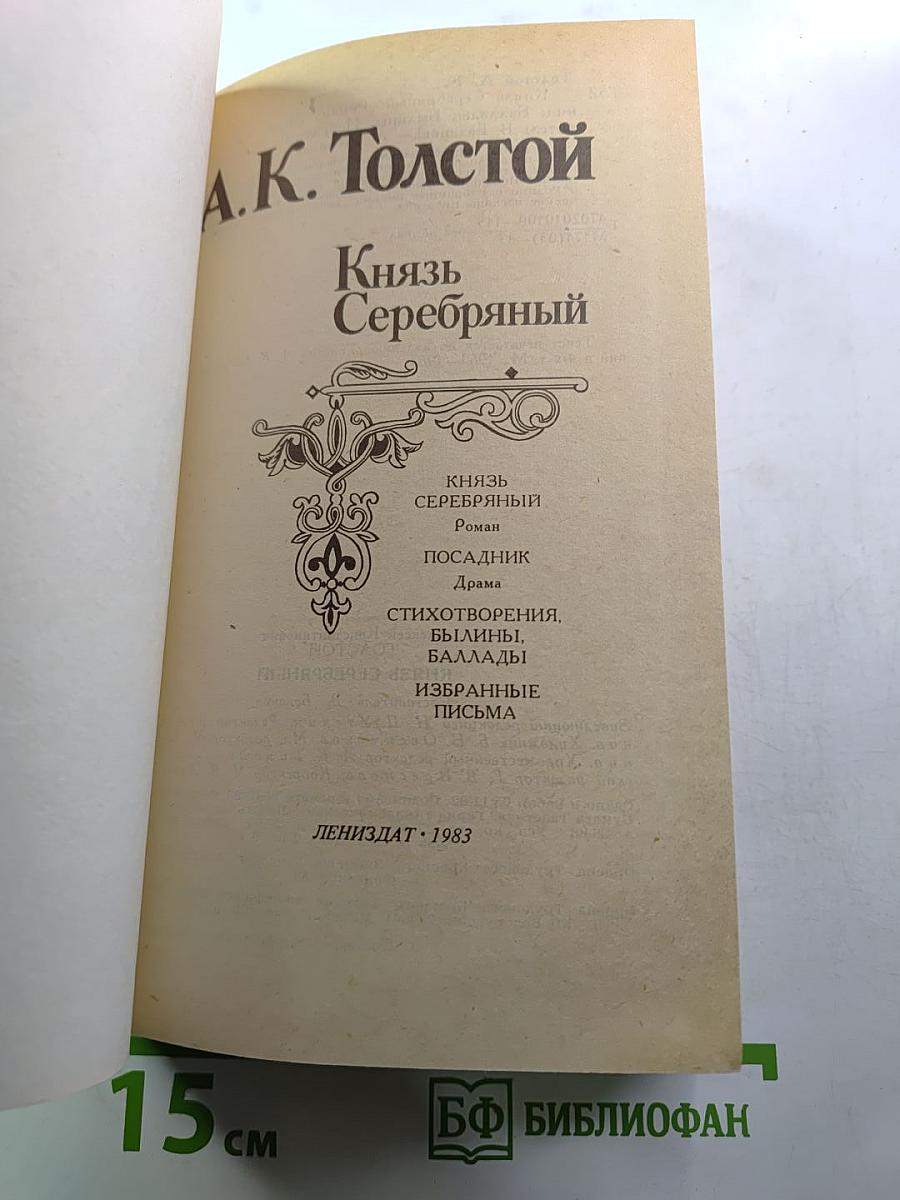 А.К. Толстой
Князь
Серебряный
КНЯЗЬ
СЕРЕБРЯНЫЙ
Роман
ПОСАДНИК
Драма
СТИХОТВОРЕНИЯ,
БЫЛИНЫ,
БАЛЛАДЫ
ИЗБРАННЫЕ
ПИСЬМА
ЛЕНИЗДАТ · 1983
15 см
БФ БИБЛИОФАН